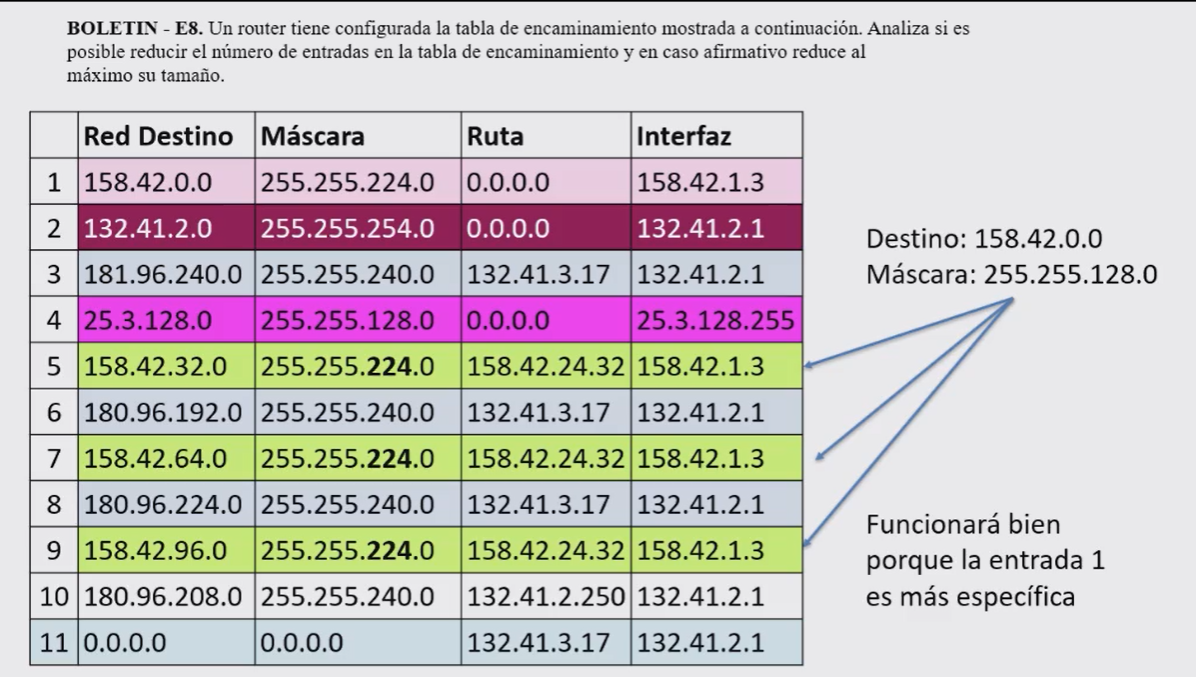 BOLETIN - E8. Un router tiene configurada la tabla de encaminamiento mostrada a continuación. Analiza si es
posible reducir el número de entradas en la tabla de encaminamiento y en caso afirmativo reduce al
máximo su tamaño.
Red Destino Máscara Ruta Interfaz
1 158.42.0.0 255.255.224.0 0.0.0.0 158.42.1.3
2 132.41.2.0 255.255.254.0 0.0.0.0 132.41.2.1
3 181.96.240.0 255.255.240.0 132.41.3.17 132.41.2.1
4 25.3.128.0 255.255.128.0 0.0.0.0 25.3.128.255
5 158.42.32.0 255.255.224.0 158.42.24.32 158.42.1.3
6 180.96.192.0 255.255.240.0 132.41.3.17 132.41.2.1
7 158.42.64.0 255.255.224.0 158.42.24.32 158.42.1.3
8 180.96.224.0 255.255.240.0 132.41.3.17 132.41.2.1
9 158.42.96.0 255.255.224.0 158.42.24.32 158.42.1.3
10 180.96.208.0 255.255.240.0 132.41.2.250 132.41.2.1
11 0.0.0.0 0.0.0.0 132.41.3.17 132.41.2.1
Destino: 158.42.0.0
Máscara: 255.255.128.0
Funcionará bien
porque la entrada 1
es más específica